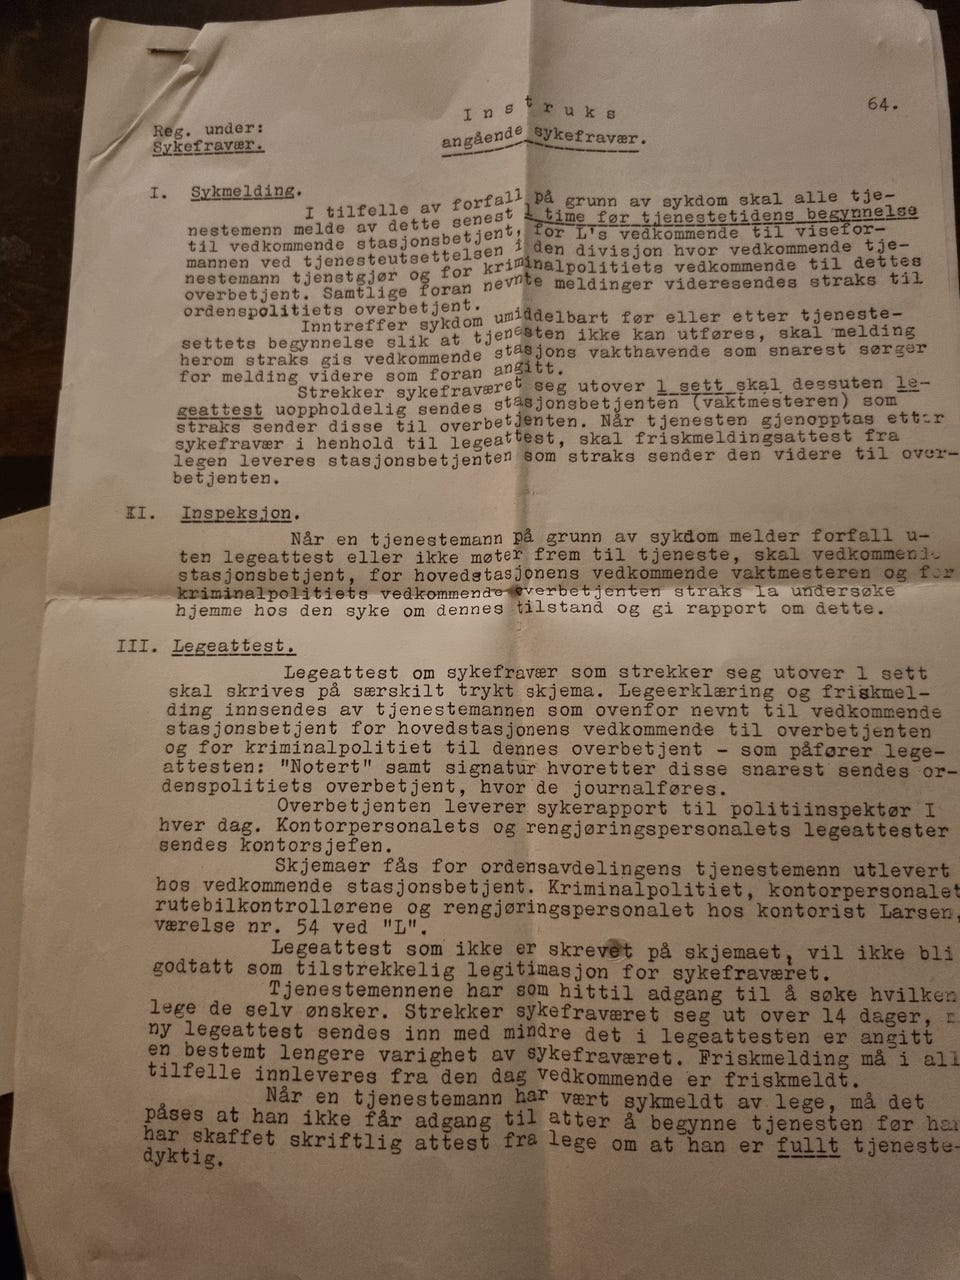 64.
Instruks
Reg. under:
angående sykefravær.
Sykefravær.
I. Sykmelding.
I tilfelle av forfall på grunn av sykdom skal alle tje-
nestemenn melde av dette senest 1 time før tjenestetidens begynnelse
til vedkommende stasjonsbetjent, for L's vedkommende til visefor-
mannen ved tjenesteutsettelsen i den divisjon hvor vedkommende tje-
nestemann tjenstgjør og for kriminalpolitiets vedkommende til dettes
overbetjent. Samtlige foran nevnte meldinger videresendes straks til
ordenspolitiets overbetjent.
Inntreffer sykdom umiddelbart før eller etter tjeneste-
settets begynnelse slik at tjenesten ikke kan utføres, skal melding
herom straks gis vedkommende stasjons vakthavende som snarest sørger
for melding videre som foran angitt.
Strekker sykefraværet seg utover 1 sett skal dessuten le-
geattest uoppholdelig sendes stasjonsbetjenten (vaktmesteren) som
straks sender disse til overbetjenten. Når tjenesten gjenopptas etter
sykefravær i henhold til legeattest, skal friskmeldingsattest fra
legen leveres stasjonsbetjenten som straks sender den videre til over-
betjenten.
II. Inspeksjon.
Når en tjenestemann på grunn av sykdom melder forfall u-
ten legeattest eller ikke møter frem til tjeneste, skal vedkommende
stasjonsbetjent, for hovedstasjonens vedkommende vaktmesteren og for
kriminalpolitiets vedkommende overbetjenten straks la undersøke
hjemme hos den syke om dennes tilstand og gi rapport om dette.
III. Legeattest.
Legeattest om sykefravær som strekker seg utover 1 sett
skal skrives på særskilt trykt skjema. Legeerklæring og friskmel-
ding innsendes av tjenestemannen som ovenfor nevnt til vedkommende
stasjonsbetjent for hovedstasjonens vedkommende til overbetjenten
og for kriminalpolitiet til dennes overbetjent - som påfører lege-
attesten: "Notert" samt signatur hvoretter disse snarest sendes or-
denspolitiets overbetjent, hvor de journalføres.
Overbetjenten leverer sykerapport til politiinspektør I
hver dag. Kontorpersonalets og rengjøringspersonalets legeattester
sendes kontorsjefen.
Skjemaer fås for ordensavdelingens tjenestemenn utlevert
hos vedkommende stasjonsbetjent. Kriminalpolitiet, kontorpersonalet
rutebilkontrollørene og rengjøringspersonalet hos kontorist Larsen,
værelse nr. 54 ved "L".
Legeattest som ikke er skrevet på skjemaet, vil ikke bli
godtatt som tilstrekkelig legitimasjon for sykefraværet.
Tjenestemennene har som hittil adgang til å søke hvilken
lege de selv ønsker. Strekker sykefraværet seg ut over 14 dager,
ny legeattest sendes inn med mindre det i legeattesten er angitt
en bestemt lengere varighet av sykefraværet. Friskmelding må i all
tilfelle innleveres fra den dag vedkommende er friskmeldt.
Når en tjenestemann har vært sykmeldt av lege, må det
påses at han ikke får adgang til atter å begynne tjenesten før han
har skaffet skriftlig attest fra lege om at han er fullt tjeneste-
dyktig.